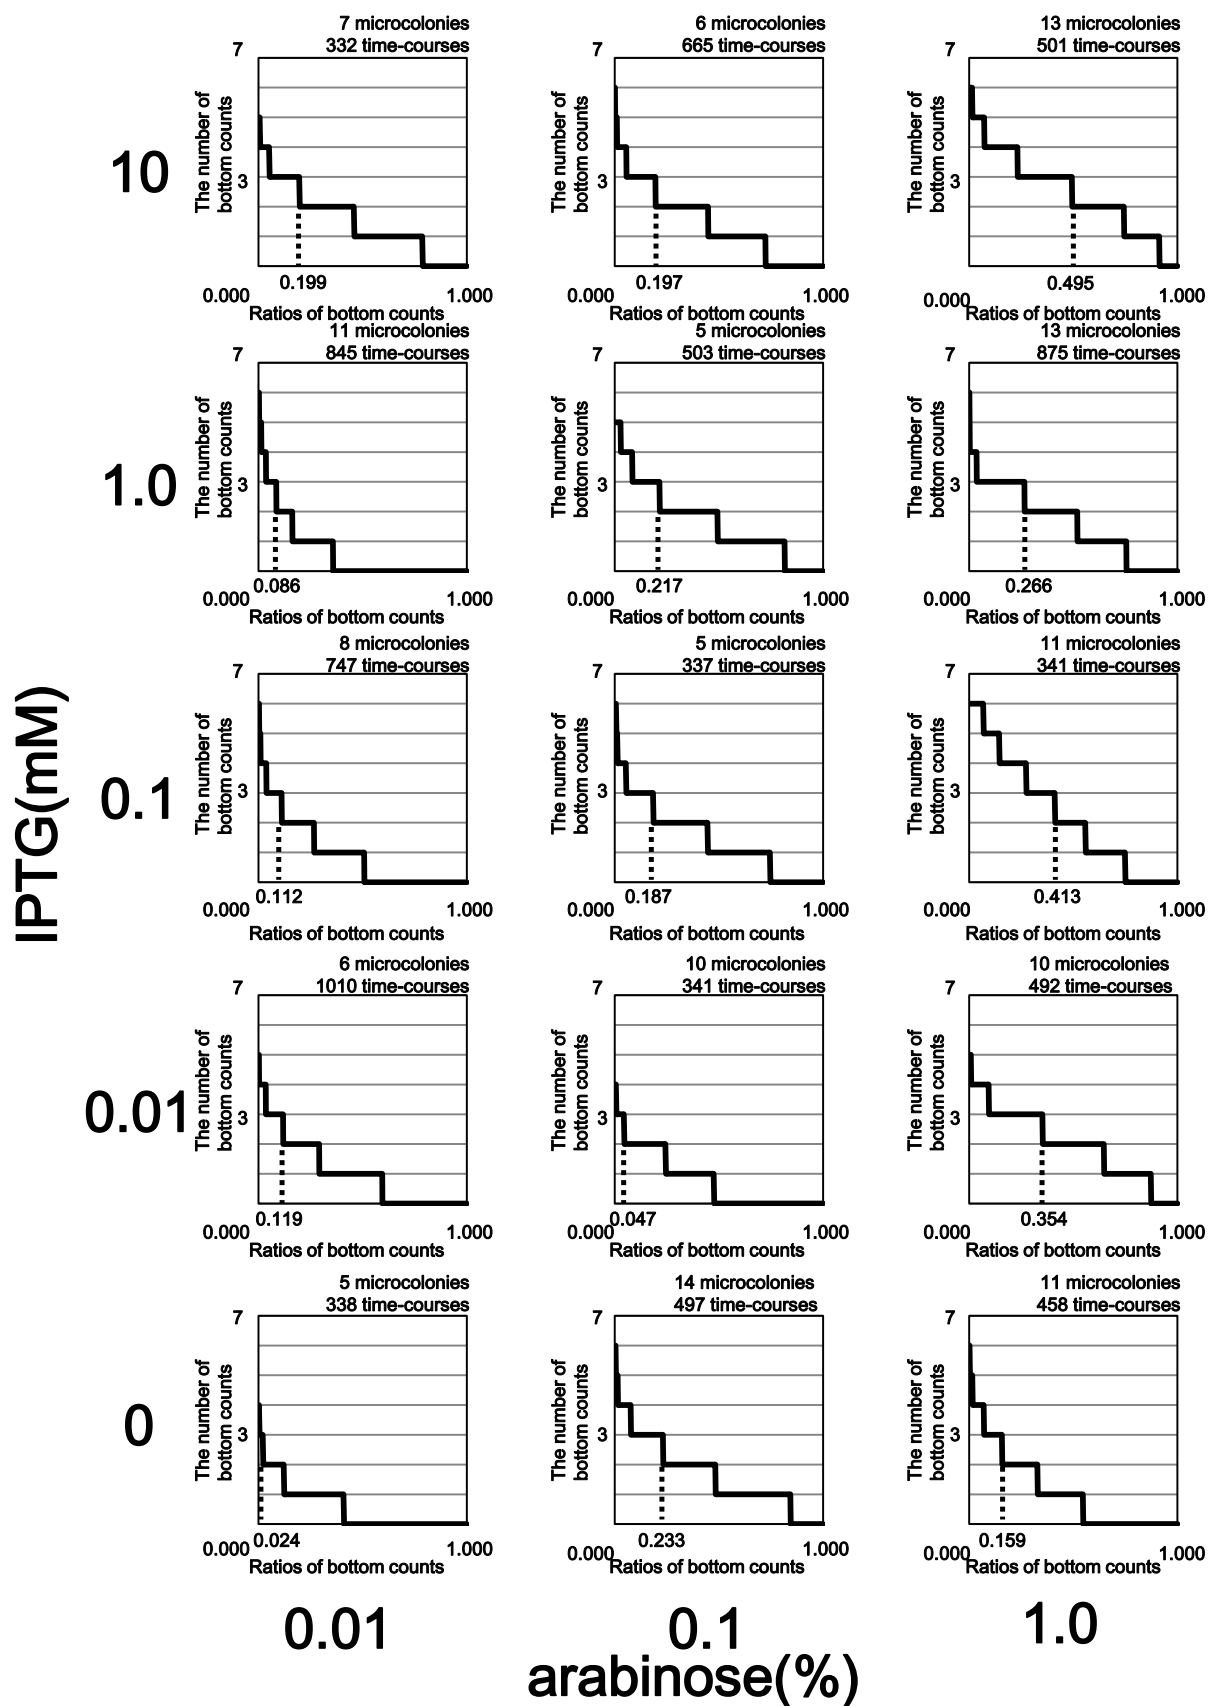 7 microcolonies
332 time-courses
7
The number of
bottom counts
3
0.199
0.000
1.000
Ratios of bottom counts
6 microcolonies
665 time-courses
7
The number of
bottom counts
3
0.197
0.000
1.000
Ratios of bottom counts
13 microcolonies
501 time-courses
7
The number of
bottom counts
3
0.495
0.000
1.000
Ratios of bottom counts
10
11 microcolonies
845 time-courses
7
The number of
bottom counts
3
0.086
0.000
1.000
Ratios of bottom counts
5 microcolonies
503 time-courses
7
The number of
bottom counts
3
0.217
0.000
1.000
Ratios of bottom counts
13 microcolonies
875 time-courses
7
The number of
bottom counts
3
0.266
0.000
1.000
Ratios of bottom counts
1.0
8 microcolonies
747 time-courses
7
The number of
bottom counts
3
0.112
0.000
1.000
Ratios of bottom counts
5 microcolonies
337 time-courses
7
The number of
bottom counts
3
0.187
0.000
1.000
Ratios of bottom counts
11 microcolonies
341 time-courses
7
The number of
bottom counts
3
0.413
0.000
1.000
Ratios of bottom counts
0.1
IPTG(mM)
6 microcolonies
1010 time-courses
7
The number of
bottom counts
3
0.119
0.000
1.000
Ratios of bottom counts
10 microcolonies
341 time-courses
7
The number of
bottom counts
3
0.047
0.000
1.000
Ratios of bottom counts
10 microcolonies
492 time-courses
7
The number of
bottom counts
3
0.354
0.000
1.000
Ratios of bottom counts
0.01
5 microcolonies
338 time-courses
7
The number of
bottom counts
3
0.024
0.000
1.000
Ratios of bottom counts
14 microcolonies
497 time-courses
7
The number of
bottom counts
3
0.233
0.000
1.000
Ratios of bottom counts
11 microcolonies
458 time-courses
7
The number of
bottom counts
3
0.159
0.000
1.000
Ratios of bottom counts
0
0.01
0.1
1.0
arabinose(%)